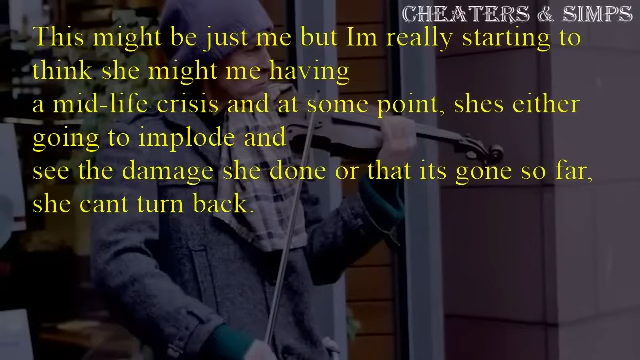 CHEATERS & SIMPS
This might be just me but Im really starting to
think she might me having
a mid-life crisis and at some point, shes either
going to implode and
see the damage she done or that its gone so far,
she cant turn back.